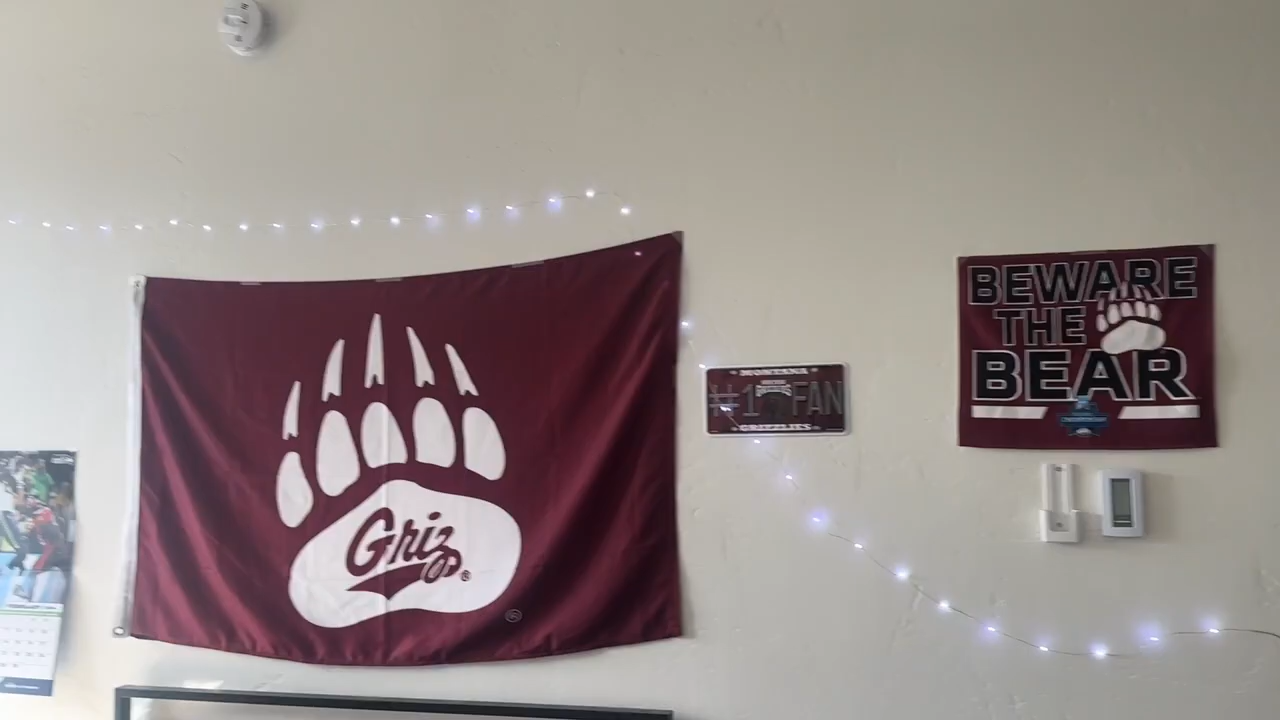 Griz
MONTANA
#1 FAN
GRIZZLIES
BEWARE
THE
BEAR